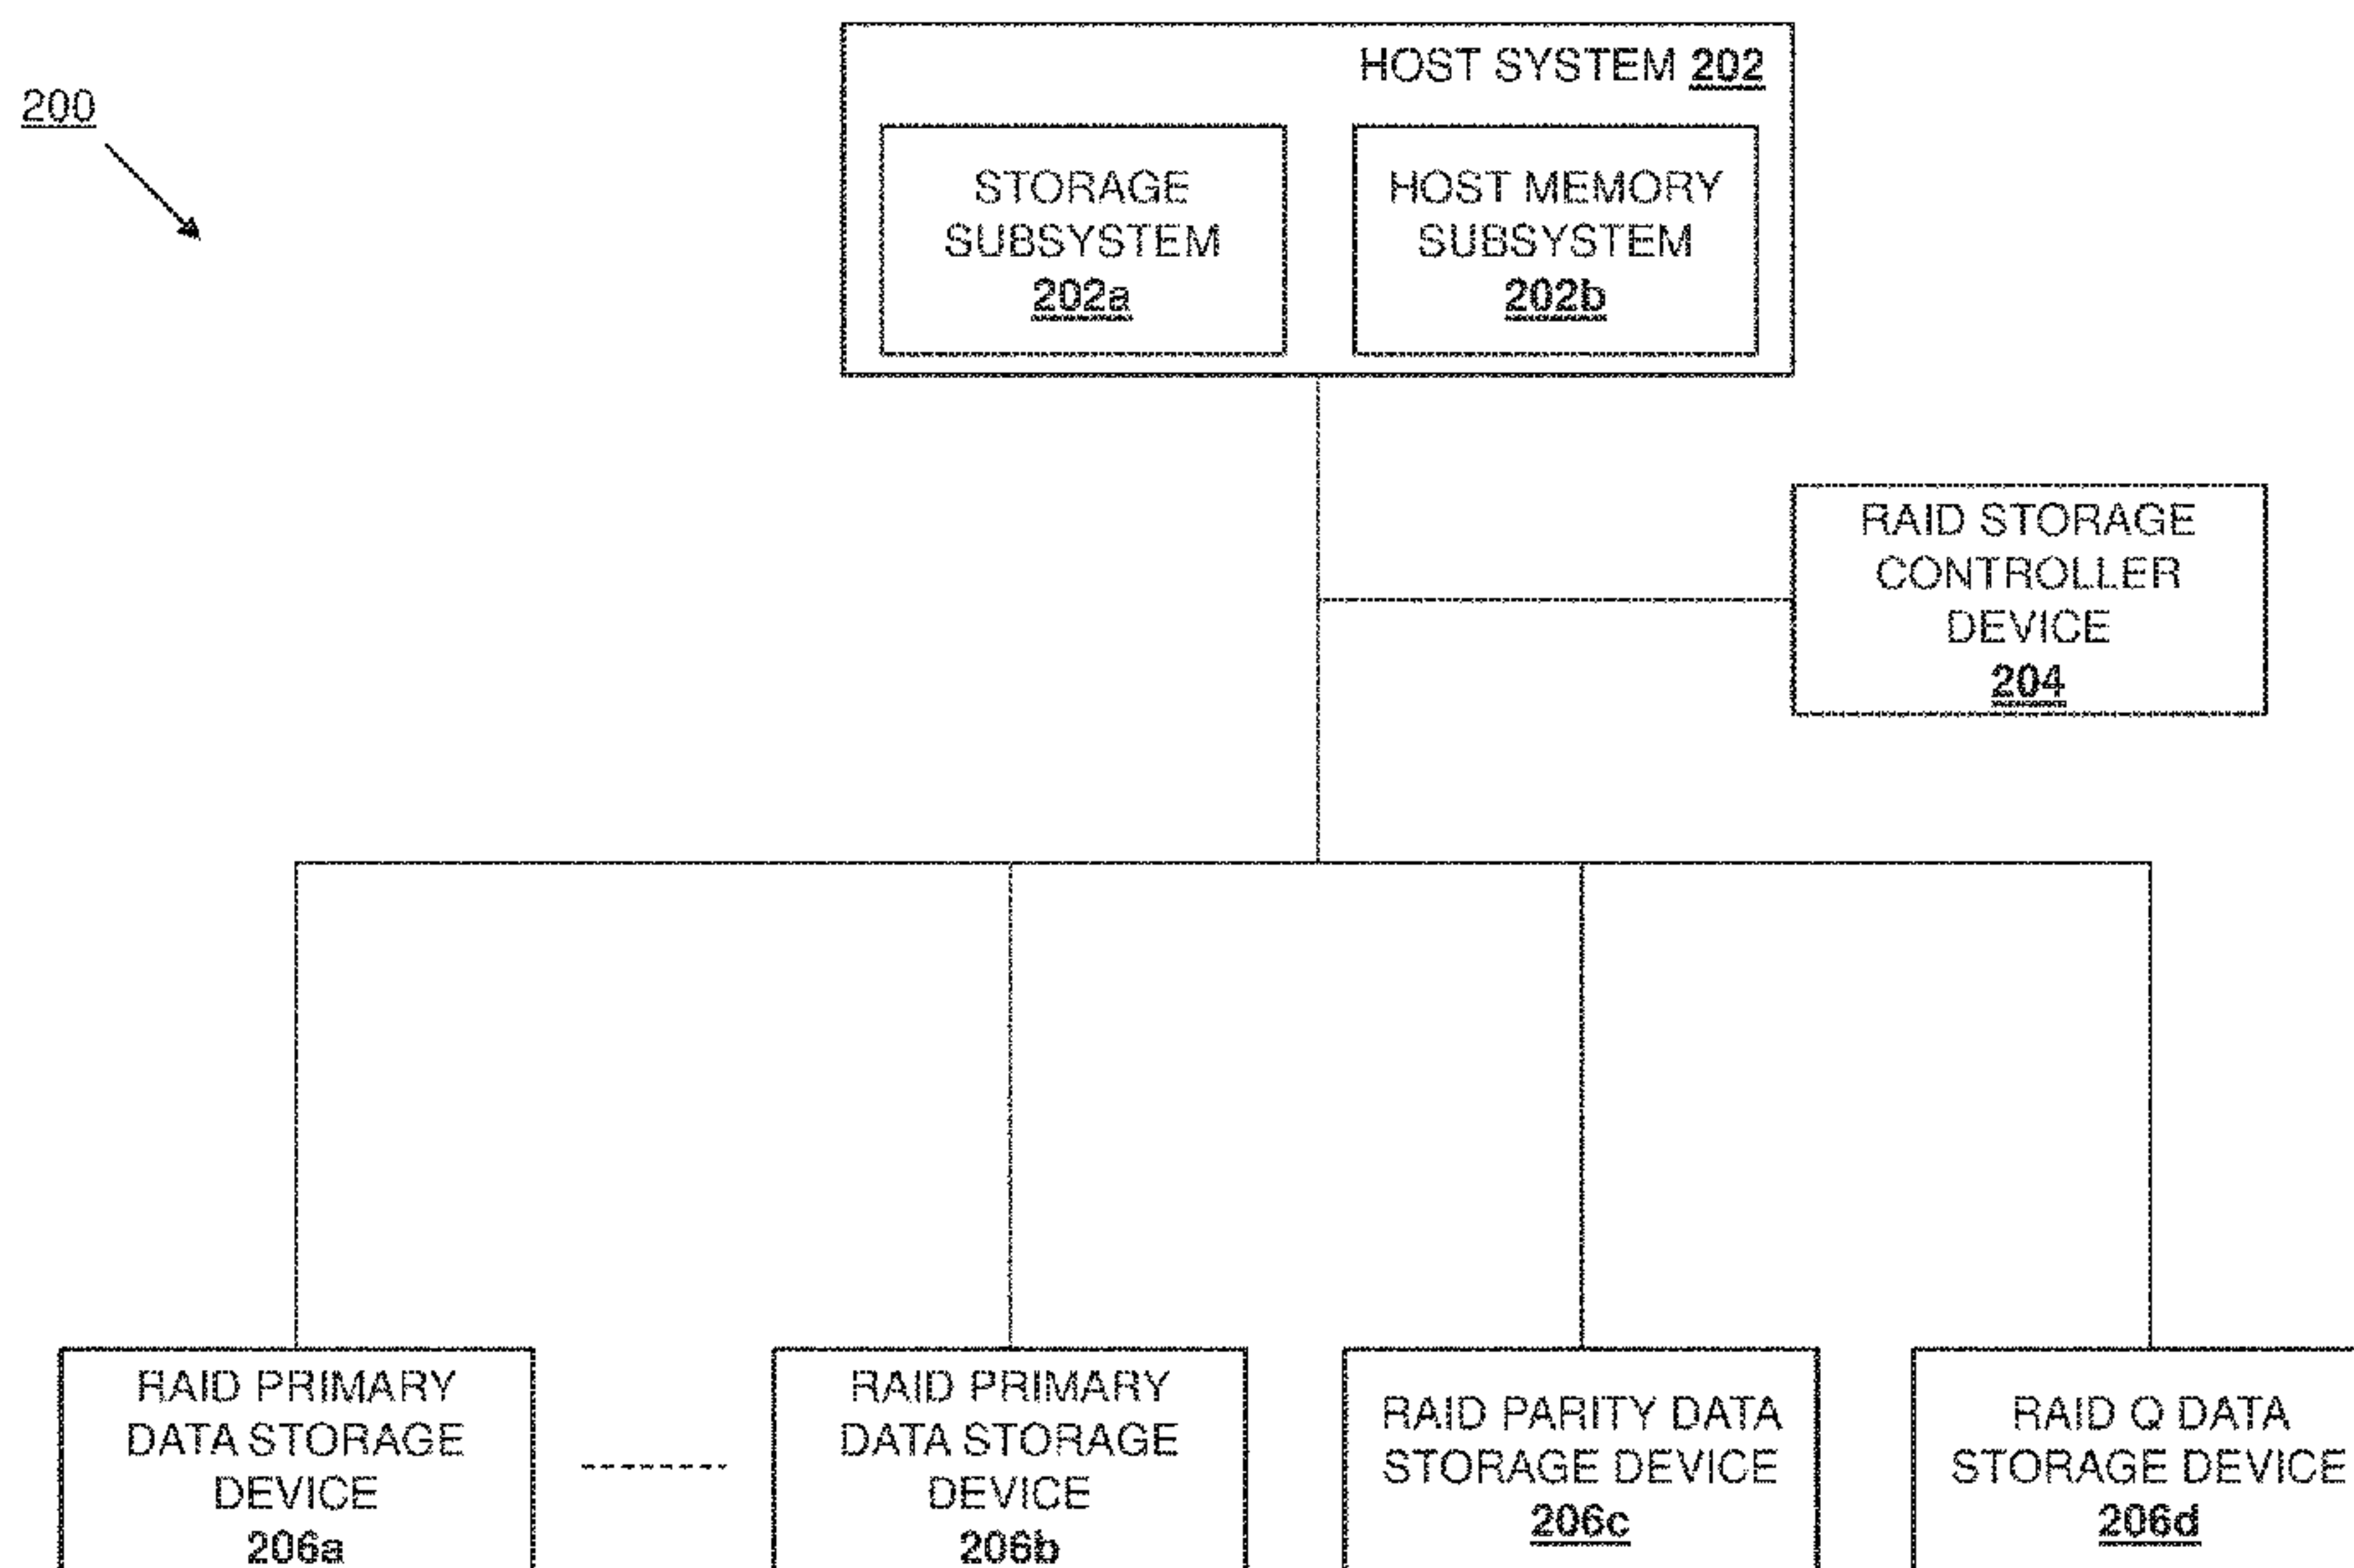 200
HOST SYSTEM 202
STORAGE
SUBSYSTEM
202a
HOST MEMORY
SUBSYSTEM
202b
RAID STORAGE
CONTROLLER
DEVICE
204
RAID PRIMARY
DATA STORAGE
DEVICE
206a
RAID PRIMARY
DATA STORAGE
DEVICE
206b
RAID PARITY DATA
STORAGE DEVICE
206c
RAID Q DATA
STORAGE DEVICE
206d